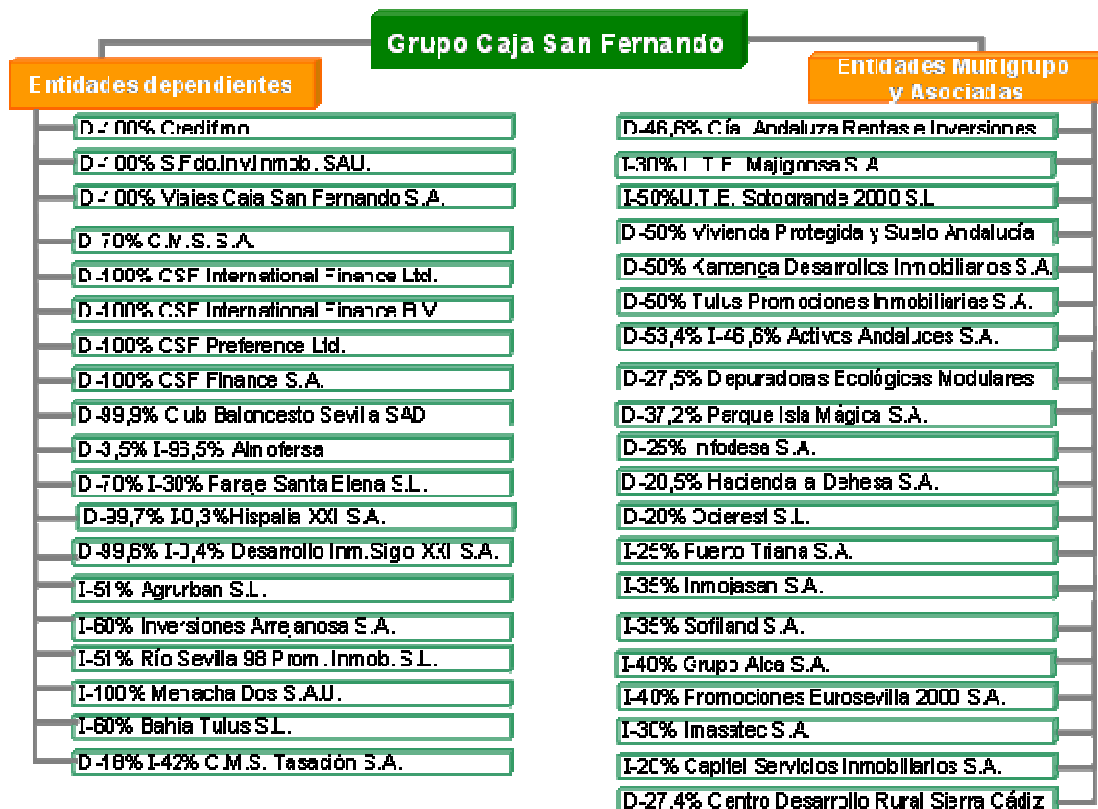 Grupo Caja San Fernando
Entidades dependientes
D-100% Credifimo
D-100% S.Fdo.Inv.Inmob. SAU.
D-100% Viajes Caja San Fernando S.A.
D-70% C.M.S. S.A.
D-100% CSF International Finance Ltd.
D-100% CSF International Finance B.V
D-100% CSF Preference Ltd.
D-100% CSF Finance S.A.
D-99,9% Club Baloncesto Sevilla SAD
D-3,5% I-96,5% Almofersa
D-70% I-30% Santa Elena S.L.
D-99,7% I-0,3%Hispalia XXI S.A.
D-99,6% I-0,4% Desarrollo Inm.Siglo XXI S.A.
I-51% Agrurban S.L.
I-60% Inversiones Arrejanosa S.A.
I-51% Río Sevilla 98 Prom. Inmob. S.L.
I-100% Menacha Dos S.A.U.
I-60% Bahia Tulus S.L.
D-18% I-42% C.M.S. Tasación S.A.
Entidades Multigrupo
y Asociadas
D-46,6% Cía. Andaluza Rentas e Inversiones
I-30% U.T.E. Majigonsa S.A
I-50%U.T.E. Sotogrande 2000 S.L
D-50% Vivienda Protegida y Suelo Andalucía
D-50% Kartença Desarrollos Inmobiliarios S.A.
D-50% Tulus Promociones Inmobiliarias S.A.
D-53,4% I-46,6% Activos Andaluces S.A.
D-27,5% Depuradoras Ecológicas Modulares
D-37,2% Parque Isla Mágica S.A.
D-25% Infodesa S.A.
D-20,5% Hacienda la Dehesa S.A.
D-20% Ocierest S.L.
I-25% Puerto Triana S.A.
I-35% Inmojasan S.A.
I-35% Sofiland S.A.
I-40% Grupo Alca S.A.
I-40% Promociones Eurosevilla 2000 S.A.
I-30% Imasatec S.A.
I-20% Capitel Servicios Inmobiliarios S.A.
D-27,4% Centro Desarrollo Rural Sierra Cádiz